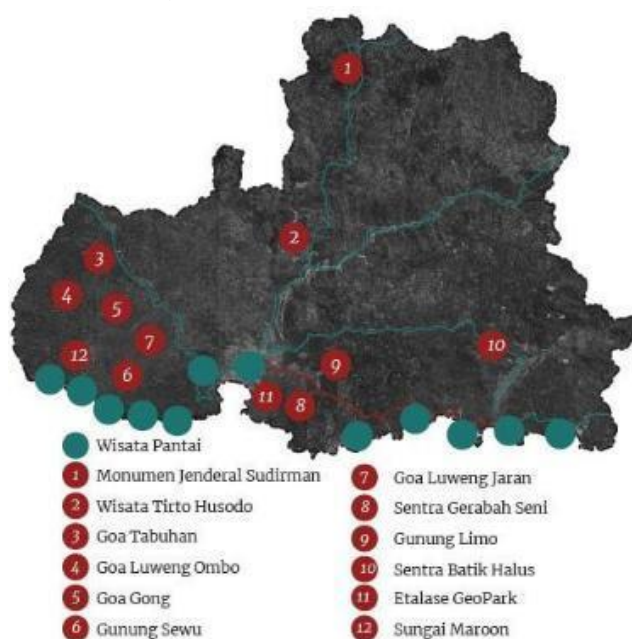 1
2
3
4
5
7
12
6
10
9
11
8
Wisata Pantai
1 Monumen Jenderal Sudirman
2 Wisata Tirto Husodo
3 Goa Tabuhan
4 Goa Luweng Ombo
5 Goa Gong
6 Gunung Sewu
7 Goa Luweng Jaran
8 Sentra Gerabah Seni
9 Gunung Limo
10 Sentra Batik Halus
11 Etalase GeoPark
12 Sungai Maroon